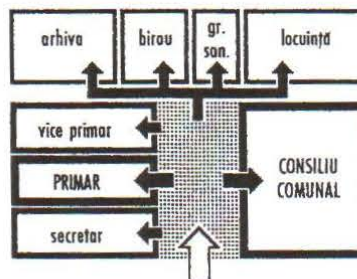 arhiva
birou
gr.
san.
locuință
vice primar
PRIMAR
secretar
CONSILIU
COMUNAL